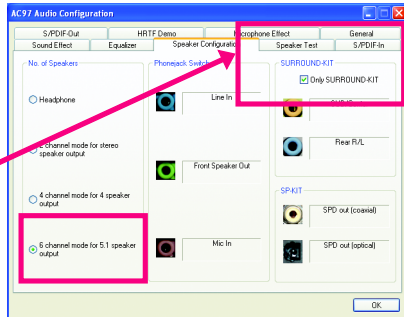 AC97 Audio Configuration
S/PDIF-Out
HRTF Demo
Microphone Effect
General
Sound Effect
Equalizer
Speaker Configuration
Speaker Test
S/PDIF-In
No. of Speakers
Phonejack Switch
SURROUND-KIT
Headphone
Line In
Only SURROUND-KIT
channel mode for stereo
speaker output
Rear R/L
Front Speaker Out
4 channel mode for 4 speaker
output
SP-KIT
SPD out (coaxial)
6 channel mode for 5.1 speaker
output
Mic In
SPD out (optical)
OK